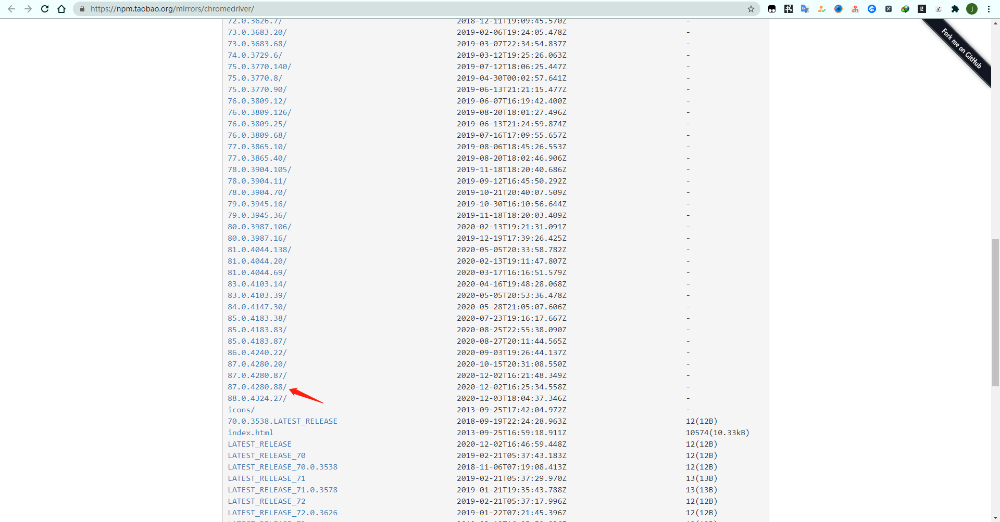 https://npm.taobao.org/mirrors/chromedriver/
j
Fork me on GitHub
72.0.3626.7/ 2018-12-11T19:09:45.570Z -
73.0.3683.20/ 2019-02-06T19:24:05.478Z -
73.0.3683.68/ 2019-03-07T22:34:54.837Z -
74.0.3729.6/ 2019-03-12T19:25:26.063Z -
75.0.3770.140/ 2019-07-12T18:06:25.447Z -
75.0.3770.8/ 2019-04-30T00:02:57.641Z -
75.0.3770.90/ 2019-06-13T21:21:15.477Z -
76.0.3809.12/ 2019-06-07T16:19:42.400Z -
76.0.3809.126/ 2019-08-20T18:01:27.496Z -
76.0.3809.25/ 2019-06-13T21:24:59.874Z -
76.0.3809.68/ 2019-07-16T17:09:55.657Z -
77.0.3865.10/ 2019-08-06T18:45:26.553Z -
77.0.3865.40/ 2019-08-20T18:02:46.906Z -
78.0.3904.105/ 2019-11-18T18:20:40.686Z -
78.0.3904.11/ 2019-09-12T16:45:50.292Z -
78.0.3904.70/ 2019-10-21T20:40:07.509Z -
79.0.3945.16/ 2019-10-30T16:10:56.644Z -
79.0.3945.36/ 2019-11-18T18:20:03.409Z -
80.0.3987.106/ 2020-02-13T19:21:31.091Z -
80.0.3987.16/ 2019-12-19T17:39:26.425Z -
81.0.4044.138/ 2020-05-05T20:33:58.782Z -
81.0.4044.20/ 2020-02-13T19:11:47.807Z -
81.0.4044.69/ 2020-03-17T16:16:51.579Z -
83.0.4103.14/ 2020-04-16T19:48:28.068Z -
83.0.4103.39/ 2020-05-05T20:53:36.478Z -
84.0.4147.30/ 2020-05-28T21:05:07.606Z -
85.0.4183.38/ 2020-07-23T19:16:17.667Z -
85.0.4183.83/ 2020-08-25T22:55:38.090Z -
85.0.4183.87/ 2020-08-27T20:11:44.565Z -
86.0.4240.22/ 2020-09-03T19:26:44.137Z -
87.0.4280.20/ 2020-10-15T20:31:08.550Z -
87.0.4280.87/ 2020-12-02T16:21:48.349Z -
87.0.4280.88/ 2020-12-02T16:25:34.558Z -
88.0.4324.27/ 2020-12-03T18:04:37.346Z -
icons/ 2013-09-25T17:42:04.972Z -
70.0.3538.LATEST_RELEASE 2018-09-19T22:24:28.963Z 12(12B)
index.html 2013-09-25T16:59:18.911Z 10574(10.33kB)
LATEST_RELEASE 2020-12-02T16:46:59.448Z 12(12B)
LATEST_RELEASE_70 2019-02-21T05:37:43.183Z 12(12B)
LATEST_RELEASE_70.0.3538 2018-11-06T07:19:08.413Z 12(12B)
LATEST_RELEASE_71 2019-02-21T05:37:29.970Z 13(13B)
LATEST_RELEASE_71.0.3578 2019-01-21T19:35:43.788Z 13(13B)
LATEST_RELEASE_72 2019-02-21T05:37:17.996Z 12(12B)
LATEST_RELEASE_72.0.3626 2019-01-22T07:21:45.396Z 12(12B)